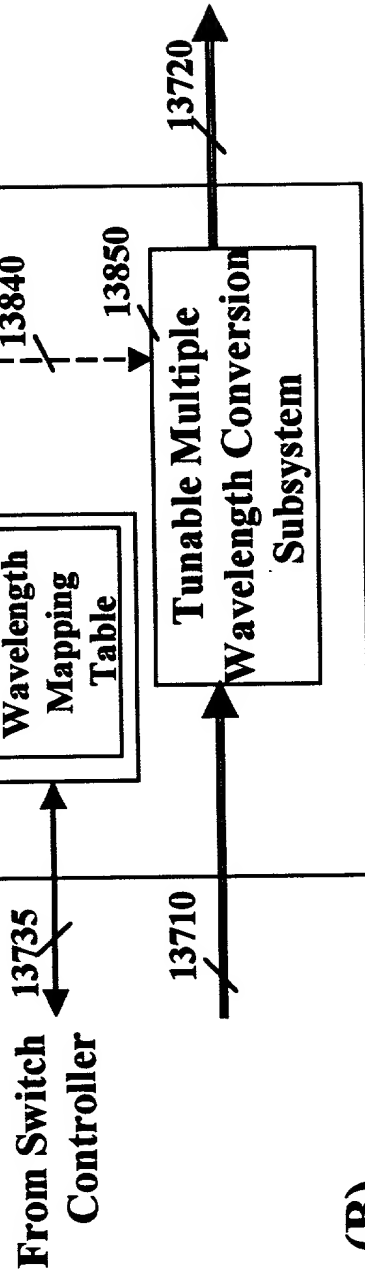 From Switch
Controller
13735
Wavelength
Mapping
Table
13840
13850
13710
Tunable Multiple
Wavelength Conversion
Subsystem
13720
(B)